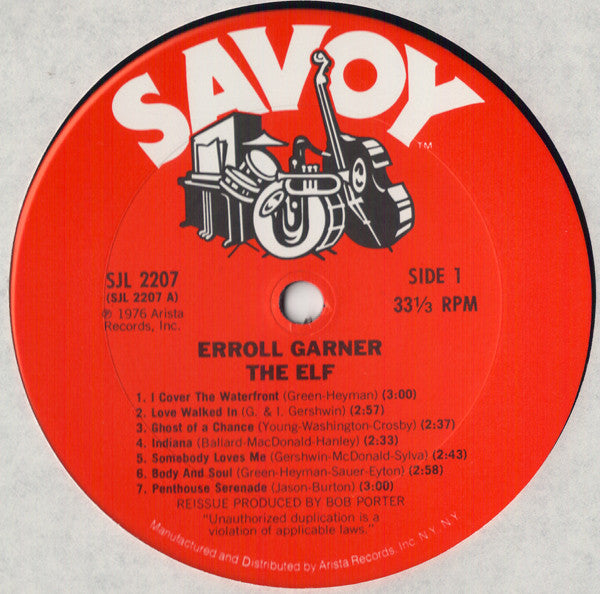 SAVOY™
SJL 2207
(SJL 2207 A)
℗ 1976 Arista
Records, Inc.
SIDE 1
33⅓ RPM
ERROLL GARNER
THE ELF
1. I Cover The Waterfront (Green-Heyman) (3:00)
2. Love Walked In (G. & I. Gershwin) (2:57)
3. Ghost of a Chance (Young-Washington-Crosby) (2:37)
4. Indiana (Ballard-MacDonald-Hanley) (2:33)
5. Somebody Loves Me (Gershwin-McDonald-Sylva) (2:43)
6. Body And Soul (Green-Heyman-Sauer-Eyton) (2:58)
7. Penthouse Serenade (Jason-Burton) (3:00)
REISSUE PRODUCED BY BOB PORTER
"Unauthorized duplication is a
violation of applicable laws."
Manufactured and Distributed by Arista Records, Inc. N.Y., N.Y.